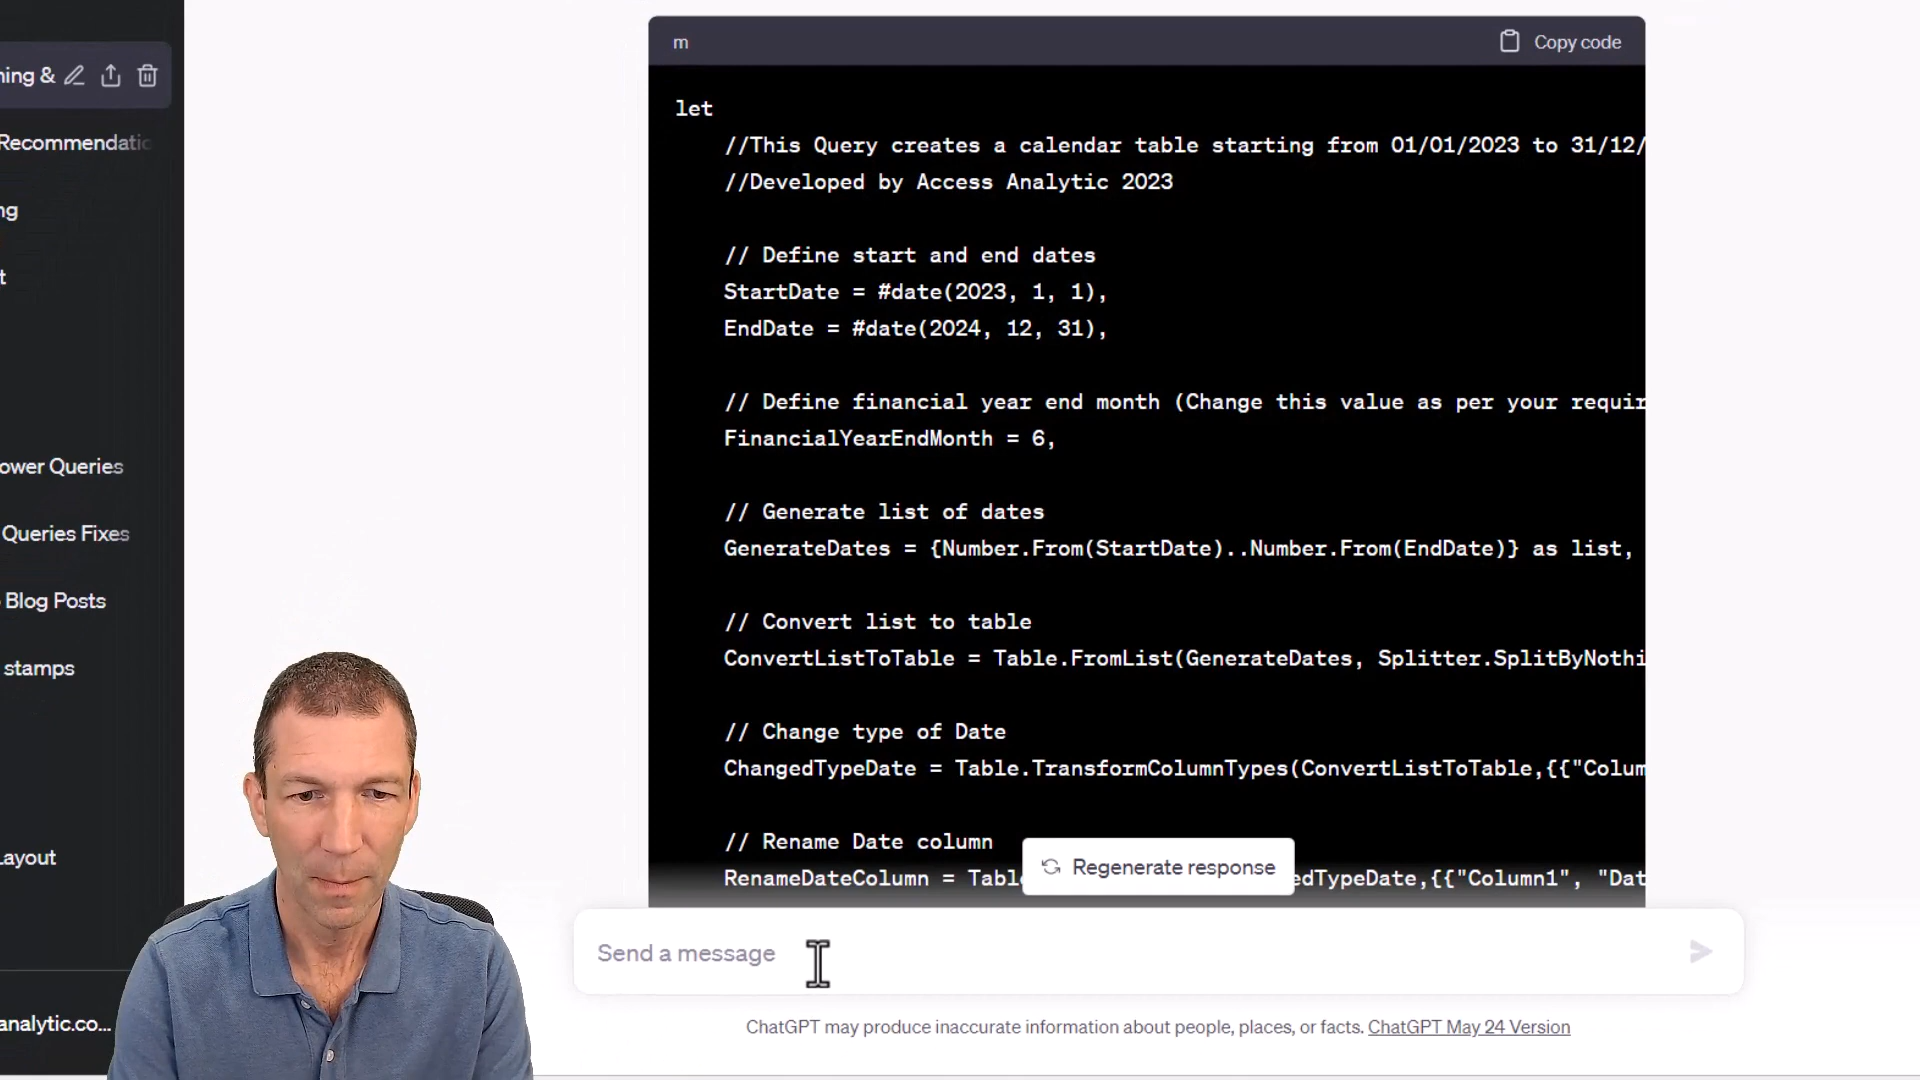 m
Copy code
ning &
Recommendatio
ng
t
ower Queries
Queries Fixes
Blog Posts
stamps
Layout
analytic.co...
let
//This Query creates a calendar table starting from 01/01/2023 to 31/12/
//Developed by Access Analytic 2023
// Define start and end dates
StartDate = #date(2023, 1, 1),
EndDate = #date(2024, 12, 31),
// Define financial year end month (Change this value as per your requir
FinancialYearEndMonth = 6,
// Generate list of dates
GenerateDates = {Number.From(StartDate)..Number.From(EndDate)} as list,
// Convert list to table
ConvertListToTable = Table.FromList(GenerateDates, Splitter.SplitByNothi
// Change type of Date
ChangedTypeDate = Table.TransformColumnTypes(ConvertListToTable,{{"Colum
// Rename Date column
RenameDateColumn = Tabl edTypeDate,{{"Column1", "Dat
Regenerate response
Send a message
ChatGPT may produce inaccurate information about people, places, or facts. ChatGPT May 24 Version